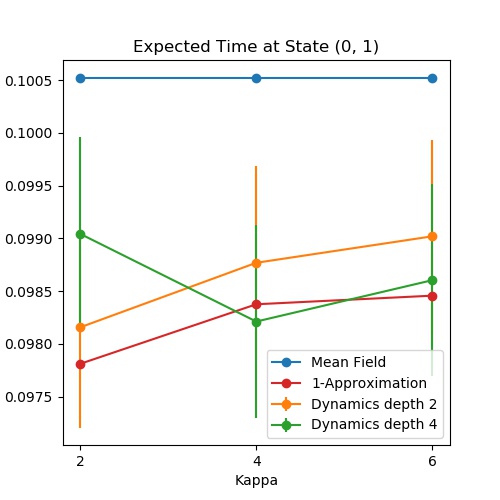 Expected Time at State (0, 1)
0.1005
0.1000
0.0995
0.0990
0.0985
0.0980
0.0975
Mean Field
1-Approximation
Dynamics depth 2
Dynamics depth 4
2 4 6
Kappa